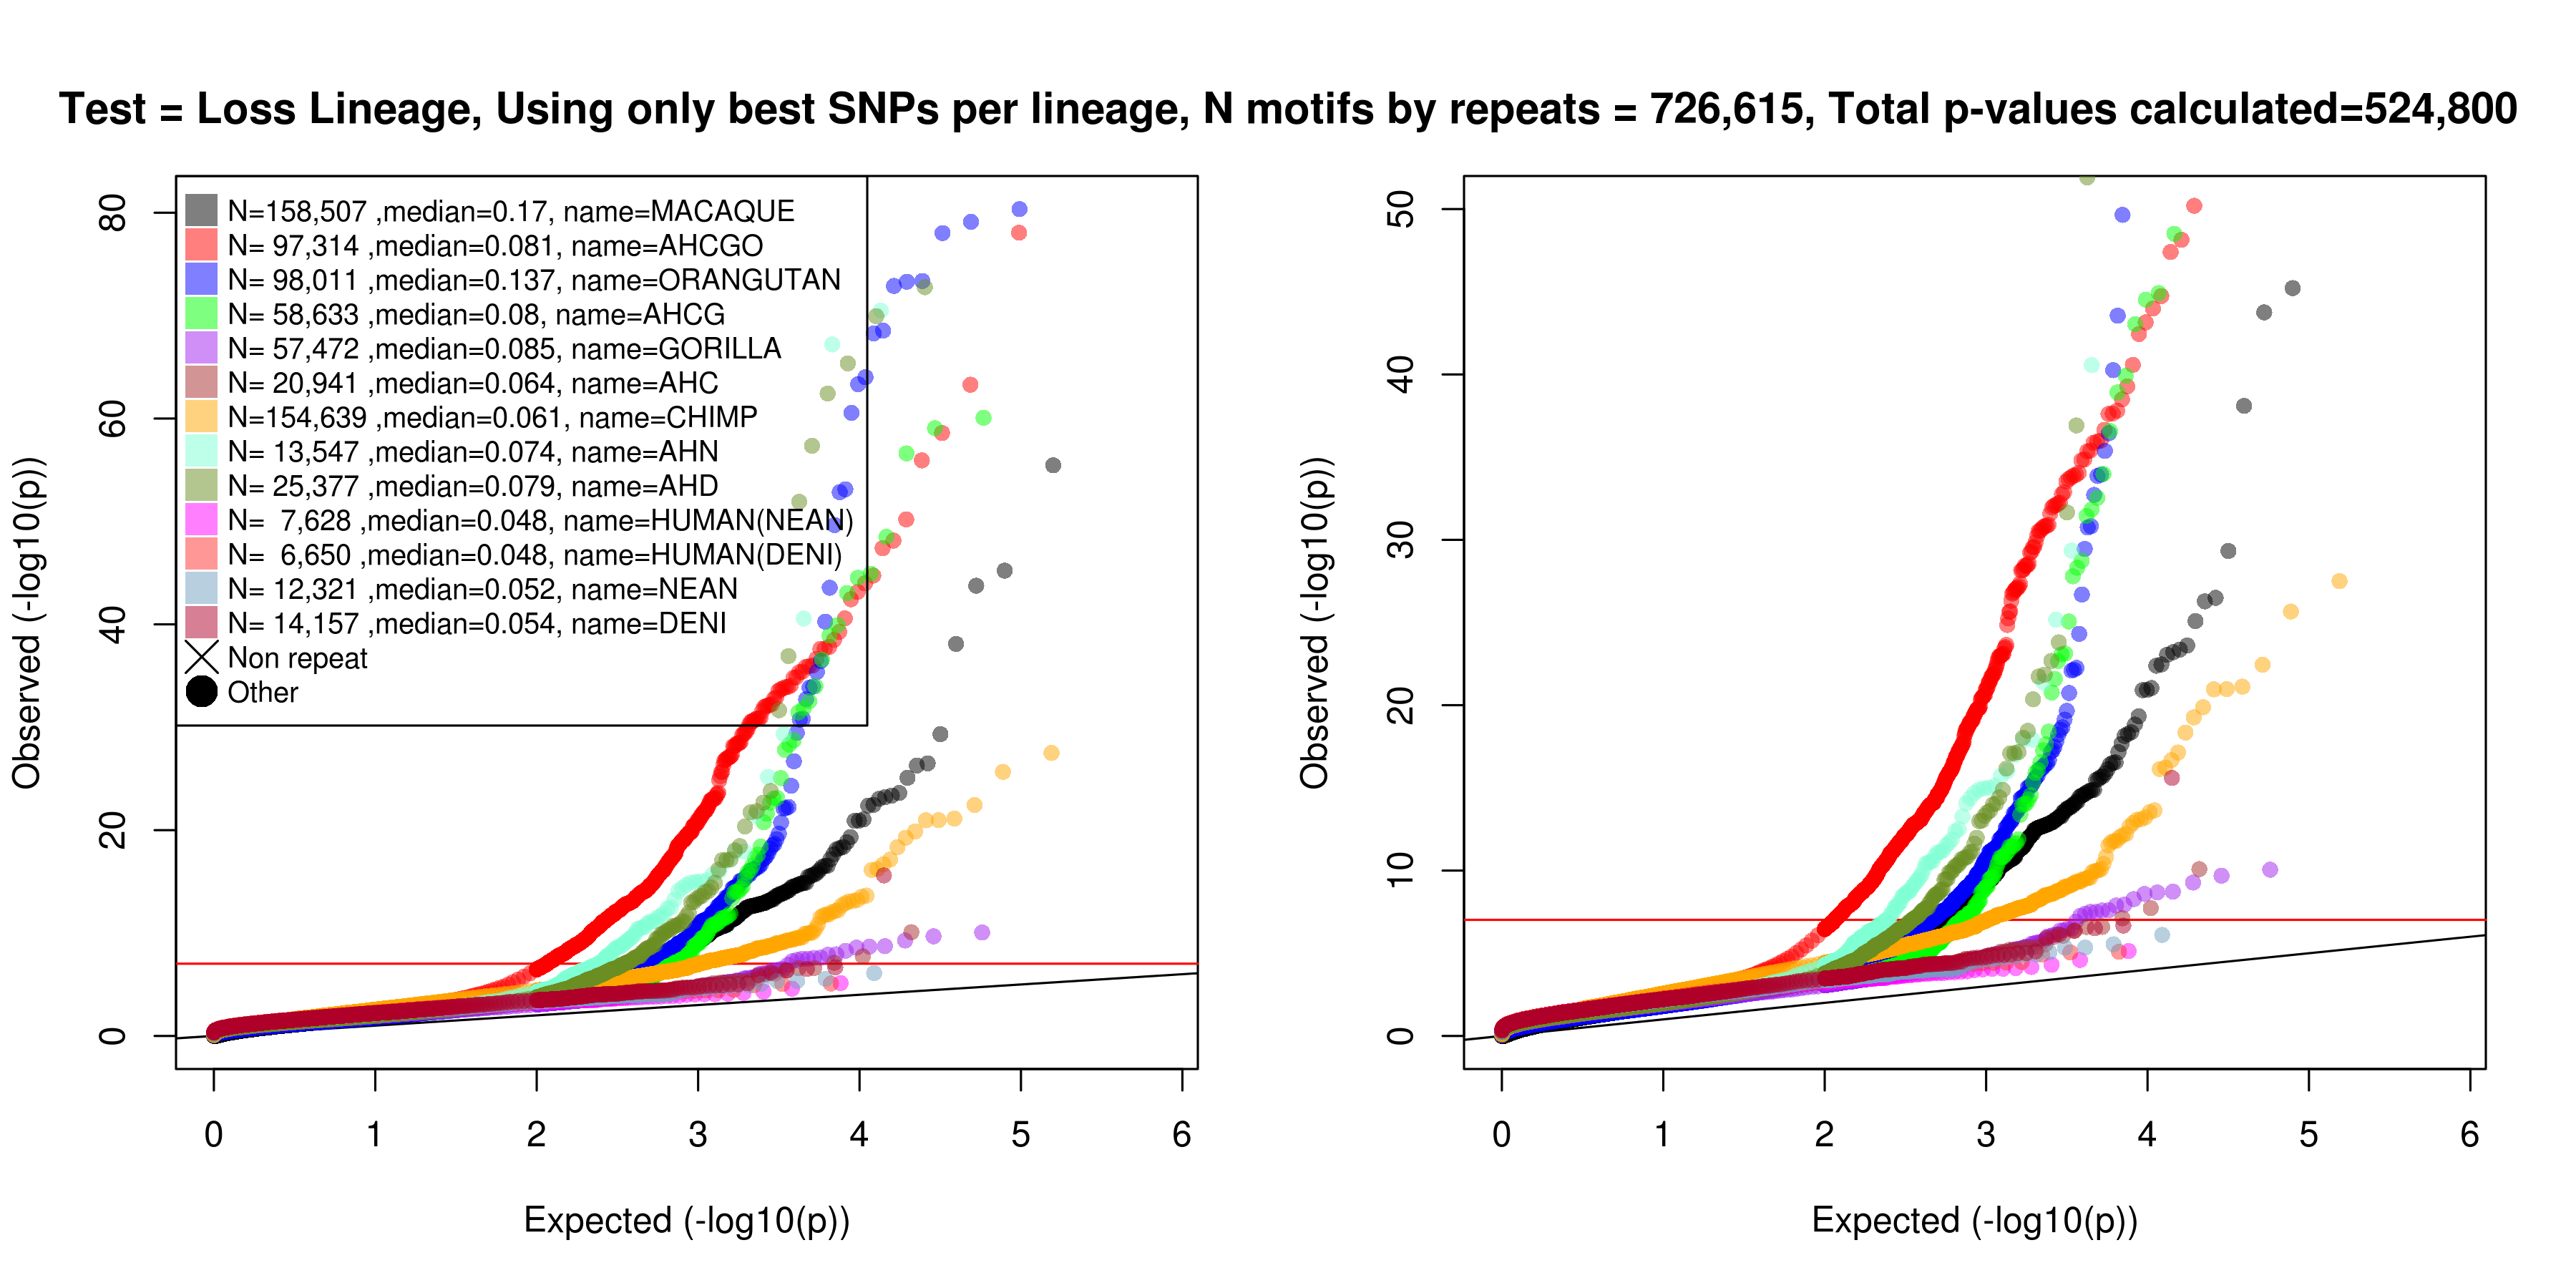 Test = Loss Lineage, Using only best SNPs per lineage, N motifs by repeats = 726,615, Total p-values calculated=524,800
Observed (-log10(p))
0 20 40 60 80
N=158,507 ,median=0.17, name=MACAQUE
N= 97,314 ,median=0.081, name=AHCGO
N= 98,011 ,median=0.137, name=ORANGUTAN
N= 58,633 ,median=0.08, name=AHCG
N= 57,472 ,median=0.085, name=GORILLA
N= 20,941 ,median=0.064, name=AHC
N=154,639 ,median=0.061, name=CHIMP
N= 13,547 ,median=0.074, name=AHN
N= 25,377 ,median=0.079, name=AHD
N= 7,628 ,median=0.048, name=HUMAN(NEAN)
N= 6,650 ,median=0.048, name=HUMAN(DENI)
N= 12,321 ,median=0.052, name=NEAN
N= 14,157 ,median=0.054, name=DENI
Non repeat
Other
0 1 2 3 4 5 6
Expected (-log10(p))
Observed (-log10(p))
0 10 20 30 40 50
0 1 2 3 4 5 6
Expected (-log10(p))